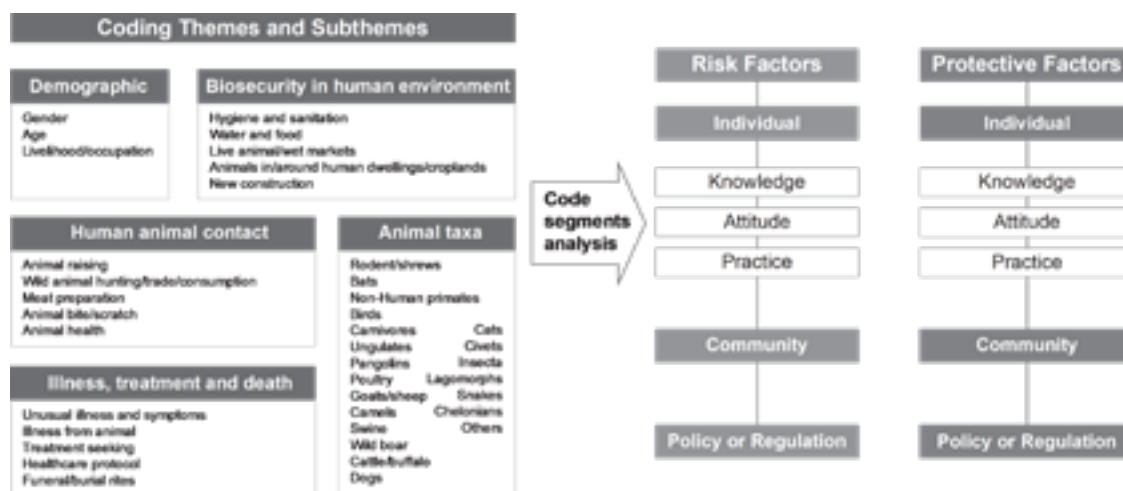 Coding Themes and Subthemes
Demographic
Gender
Age
Livelihood/occupation
Biosecurity in human environment
Hygiene and sanitation
Water and food
Live animal/wet markets
Animals in/around human dwellings/croplands
New construction
Human animal contact
Animal raising
Wild animal hunting/trade/consumption
Meat preparation
Animal bite/scratch
Animal health
Animal taxa
Rodent/shrews
Bats
Non-Human primates
Birds
Carnivores Cats
Ungulates Civets
Pangolins Insecta
Poultry Lagomorphs
Goats/sheep Snakes
Camels Chelonians
Swine Others
Wild boar
Cattle/buffalo
Dogs
Illness, treatment and death
Unusual illness and symptoms
Illness from animal
Treatment seeking
Healthcare protocol
Funeral/burial rites
Code
segments
analysis
Risk Factors
Individual
Knowledge
Attitude
Practice
Community
Policy or Regulation
Protective Factors
Individual
Knowledge
Attitude
Practice
Community
Policy or Regulation